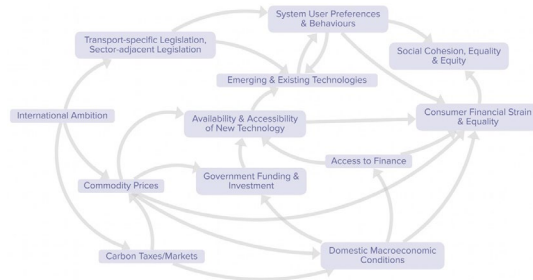 System User Preferences
& Behaviours
Transport-specific Legislation,
Sector-adjacent Legislation
Social Cohesion, Equality
& Equity
Emerging & Existing Technologies
International Ambition
Availability & Accessibility
of New Technology
Consumer Financial Strain
& Equality
Access to Finance
Commodity Prices
Government Funding &
Investment
Carbon Taxes/Markets
Domestic Macroeconomic
Conditions